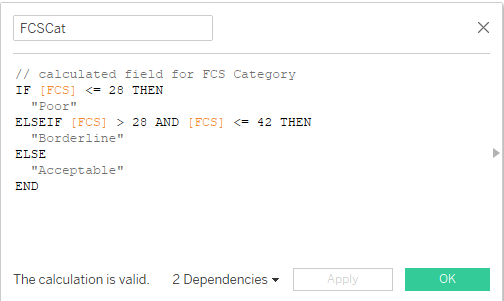 FCSCat
// calculated field for FCS Category
IF [FCS] <= 28 THEN
"Poor"
ELSEIF [FCS] > 28 AND [FCS] <= 42 THEN
"Borderline"
ELSE
"Acceptable"
END
The calculation is valid. 2 Dependencies Apply OK